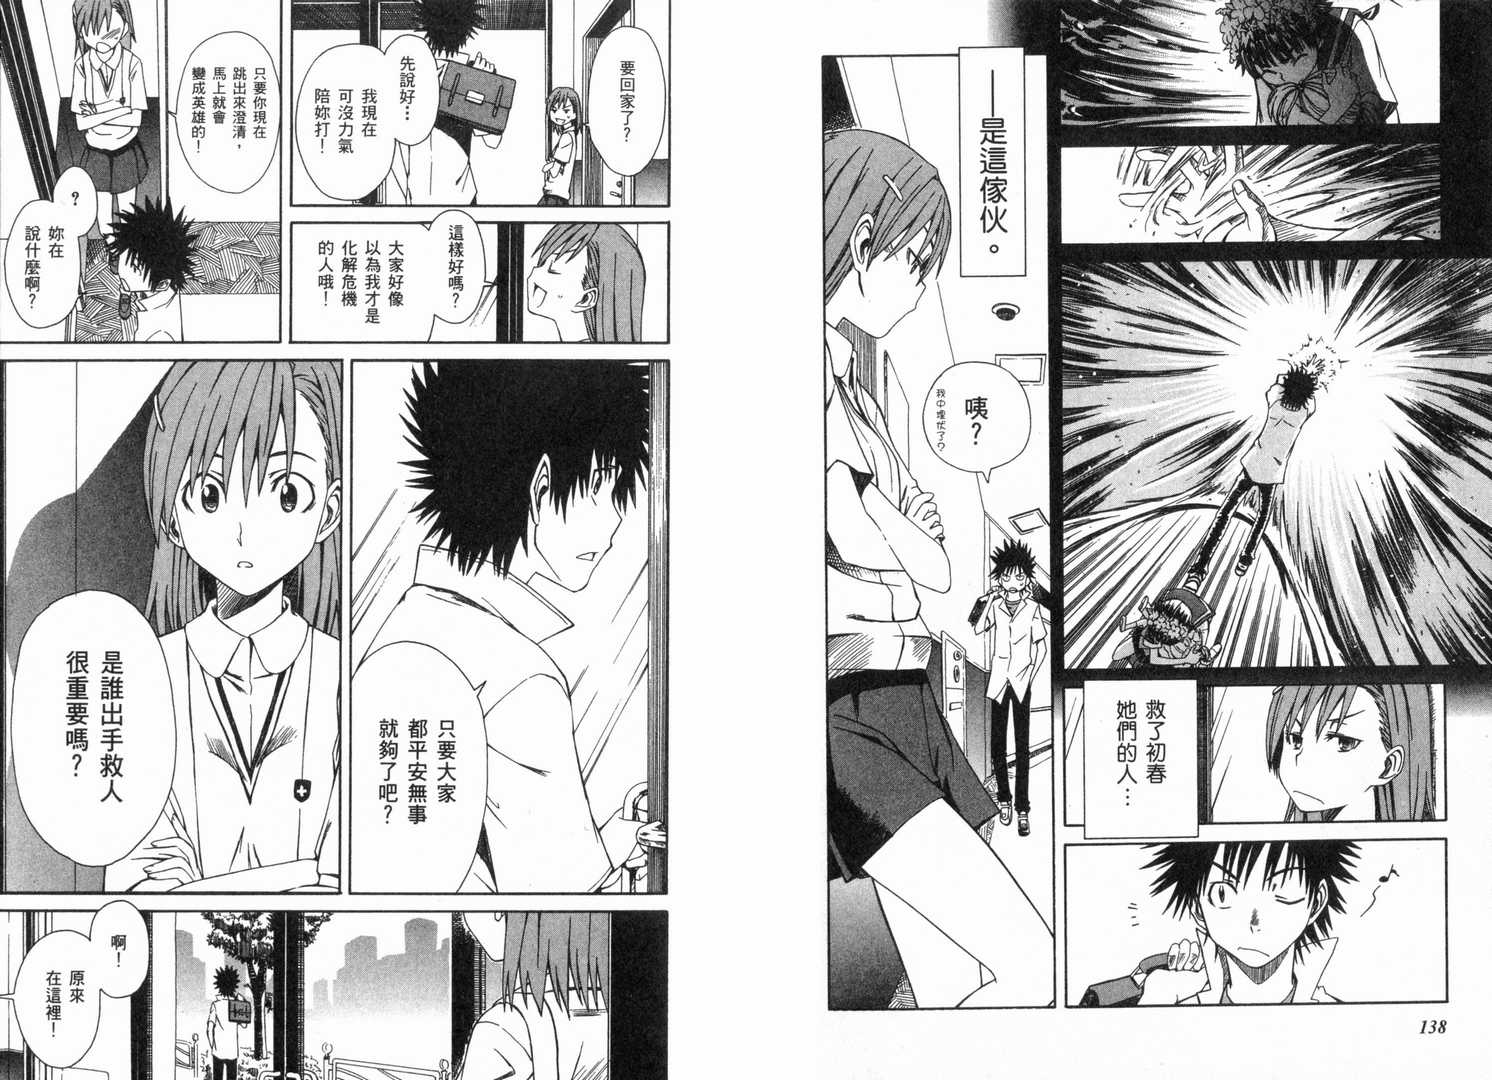 救了初春
她們的人…
──是這傢伙。
咦？
我中埋伏了？
138
要回家了？
先說好…
我現在
可沒力氣
陪妳打！
只要你現在
跳出來澄清，
馬上就會
變成英雄的！
？
妳在
說什麼啊？
這樣好嗎？
大家好像
以為我才是
化解危機
的人哦！
只要大家
都平安無事
就夠了吧？
是誰出手救人
很重要嗎？
啊！
原來
在這裡！